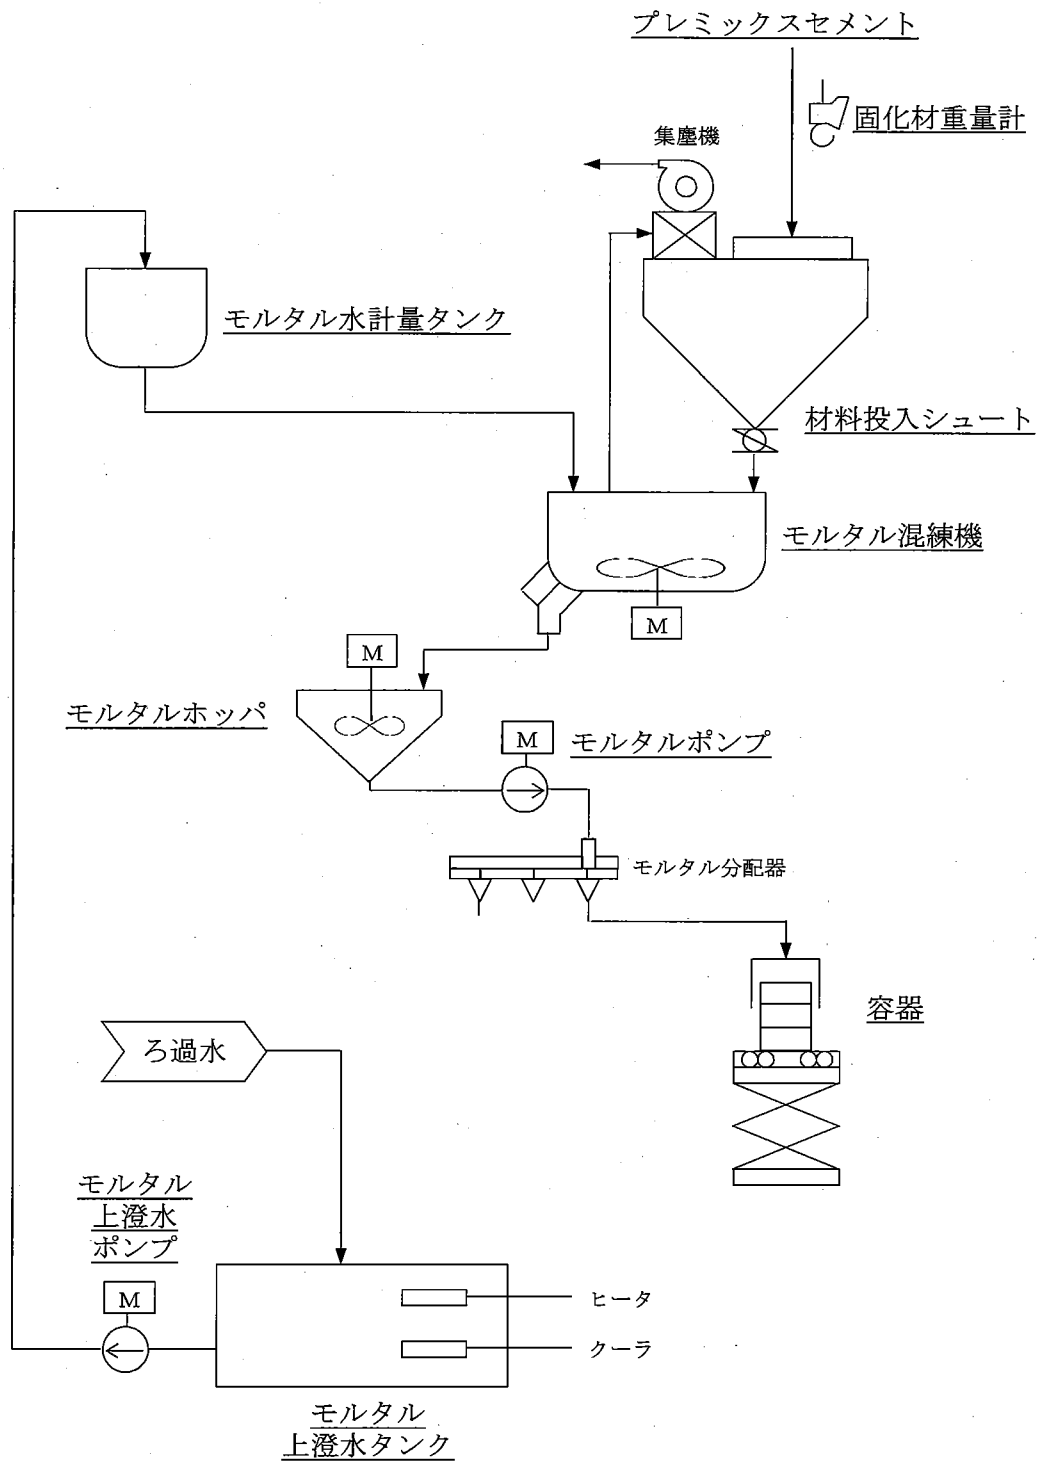 プレミックスセメント
固化材重量計
集塵機
モルタル水計量タンク
材料投入シュート
モルタル混練機
M
M
モルタルホッパ
M
モルタルポンプ
モルタル分配器
容器
ろ過水
モルタル
上澄水
ポンプ
M
ヒータ
クーラ
モルタル
上澄水タンク